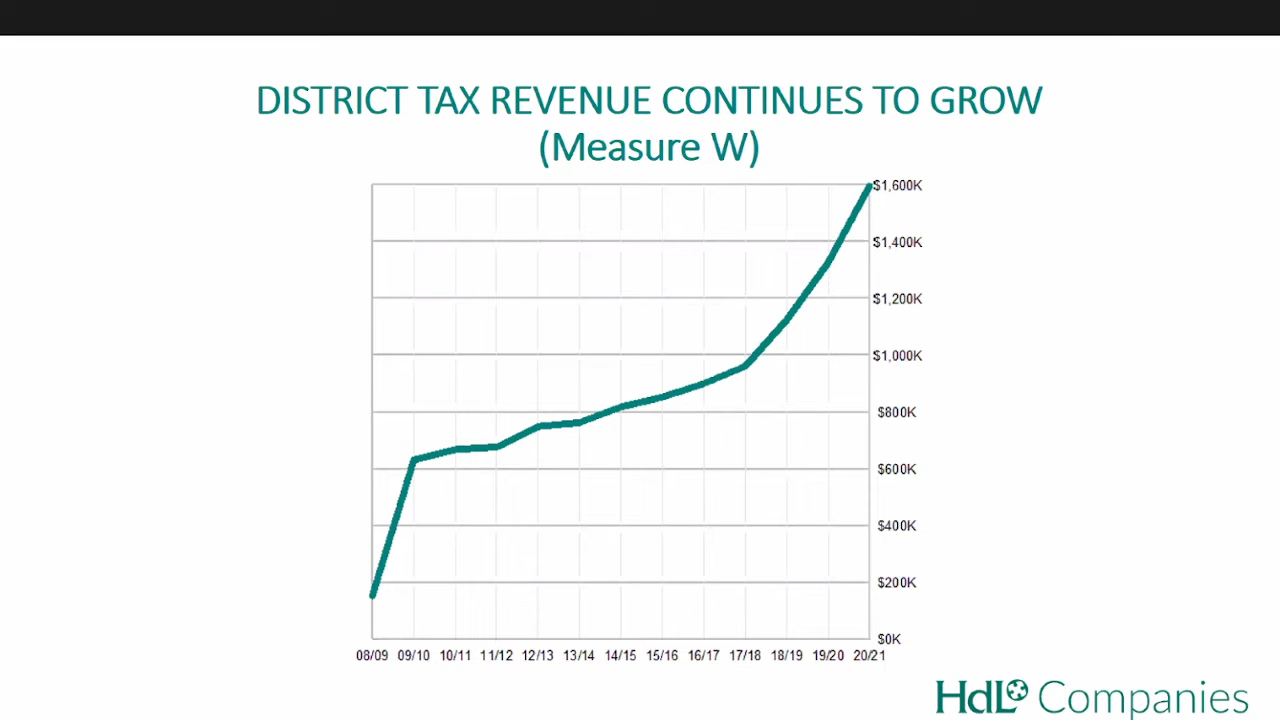 DISTRICT TAX REVENUE CONTINUES TO GROW
(Measure W)
$1,600K
$1,400K
$1,200K
$1,000K
$800K
$600K
$400K
$200K
$0K
08/09 09/10 10/11 11/12 12/13 13/14 14/15 15/16 16/17 17/18 18/19 19/20 20/21
HdL Companies